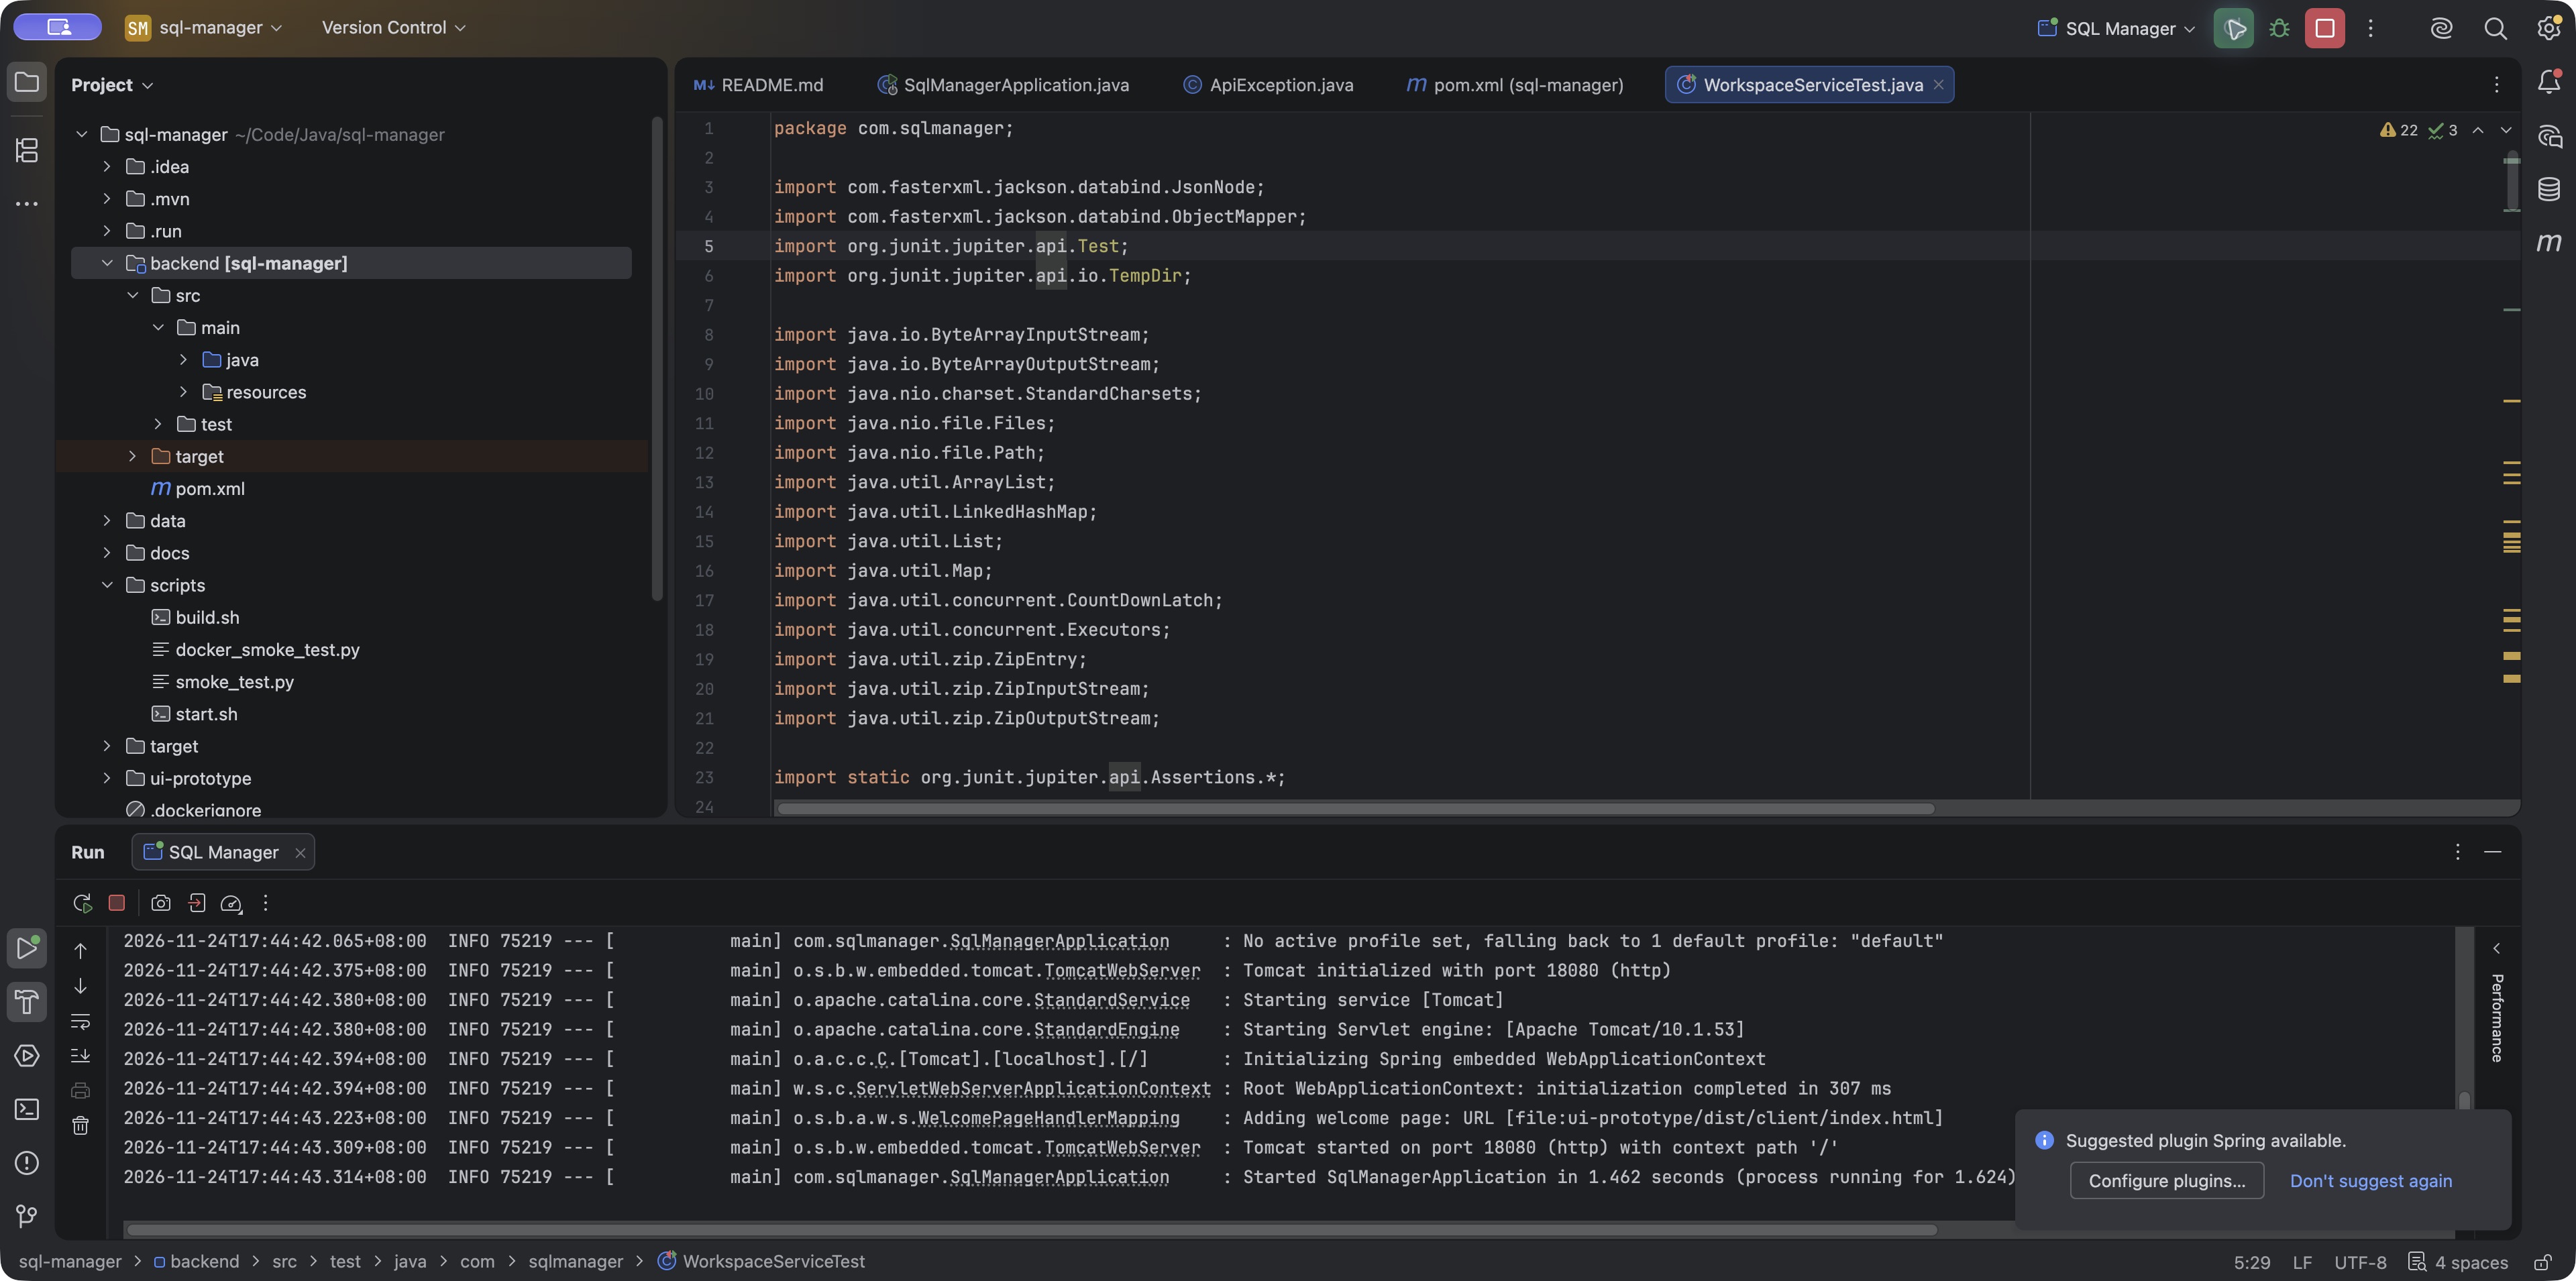 SM sql-manager Version Control SQL Manager
Project
sql-manager ~/Code/Java/sql-manager
.idea
.mvn
.run
backend [sql-manager]
src
main
java
resources
test
target
pom.xml
data
docs
scripts
build.sh
docker_smoke_test.py
smoke_test.py
start.sh
target
ui-prototype
.dockerignore
README.md SqlManagerApplication.java ApiException.java pom.xml (sql-manager) WorkspaceServiceTest.java
22 3
1 package com.sqlmanager;
2
3 import com.fasterxml.jackson.databind.JsonNode;
4 import com.fasterxml.jackson.databind.ObjectMapper;
5 import org.junit.jupiter.api.Test;
6 import org.junit.jupiter.api.io.TempDir;
7
8 import java.io.ByteArrayInputStream;
9 import java.io.ByteArrayOutputStream;
10 import java.nio.charset.StandardCharsets;
11 import java.nio.file.Files;
12 import java.nio.file.Path;
13 import java.util.ArrayList;
14 import java.util.LinkedHashMap;
15 import java.util.List;
16 import java.util.Map;
17 import java.util.concurrent.CountDownLatch;
18 import java.util.concurrent.Executors;
19 import java.util.zip.ZipEntry;
20 import java.util.zip.ZipInputStream;
21 import java.util.zip.ZipOutputStream;
22
23 import static org.junit.jupiter.api.Assertions.*;
24
Run SQL Manager
2026-11-24T17:44:42.065+08:00  INFO 75219 --- [           main] com.sqlmanager.SqlManagerApplication     : No active profile set, falling back to 1 default profile: "default"
2026-11-24T17:44:42.375+08:00  INFO 75219 --- [           main] o.s.b.w.embedded.tomcat.TomcatWebServer  : Tomcat initialized with port 18080 (http)
2026-11-24T17:44:42.380+08:00  INFO 75219 --- [           main] o.apache.catalina.core.StandardService   : Starting service [Tomcat]
2026-11-24T17:44:42.380+08:00  INFO 75219 --- [           main] o.apache.catalina.core.StandardEngine    : Starting Servlet engine: [Apache Tomcat/10.1.53]
2026-11-24T17:44:42.394+08:00  INFO 75219 --- [           main] o.a.c.c.C.[Tomcat].[localhost].[/]       : Initializing Spring embedded WebApplicationContext
2026-11-24T17:44:42.394+08:00  INFO 75219 --- [           main] w.s.c.ServletWebServerApplicationContext : Root WebApplicationContext: initialization completed in 307 ms
2026-11-24T17:44:43.223+08:00  INFO 75219 --- [           main] o.s.b.a.w.s.WelcomePageHandlerMapping    : Adding welcome page: URL [file:ui-prototype/dist/client/index.html]
2026-11-24T17:44:43.309+08:00  INFO 75219 --- [           main] o.s.b.w.embedded.tomcat.TomcatWebServer  : Tomcat started on port 18080 (http) with context path '/'
2026-11-24T17:44:43.314+08:00  INFO 75219 --- [           main] com.sqlmanager.SqlManagerApplication     : Started SqlManagerApplication in 1.462 seconds (process running for 1.624)
Performance
Suggested plugin Spring available.
Configure plugins... Don't suggest again
sql-manager > backend > src > test > java > com > sqlmanager > WorkspaceServiceTest 5:29 LF UTF-8 4 spaces